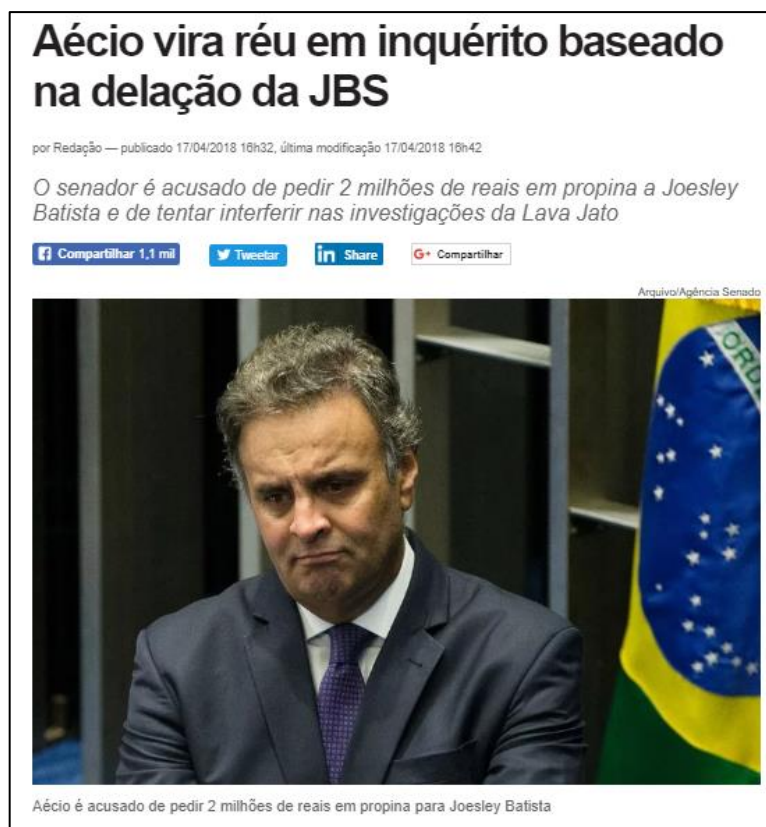 Aécio vira réu em inquérito baseado
na delação da JBS
por Redação — publicado 17/04/2018 16h32, última modificação 17/04/2018 16h42
O senador é acusado de pedir 2 milhões de reais em propina a Joesley
Batista e de tentar interferir nas investigações da Lava Jato
Compartilhar 1,1 mil Tweetar in Share G+ Compartilhar
Arquivo/Agência Senado
ORDE
Aécio é acusado de pedir 2 milhões de reais em propina para Joesley Batista